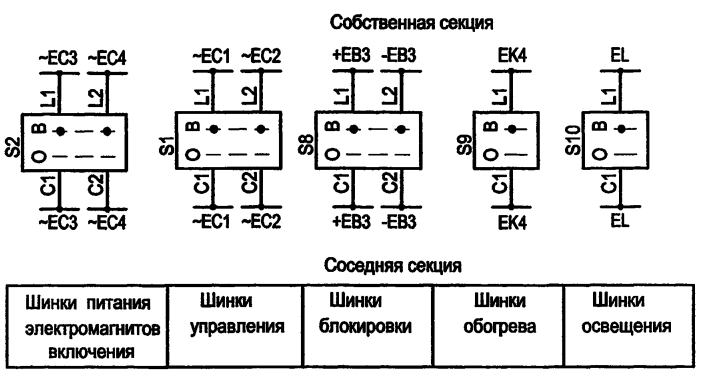 Собственная секция
~EC3 ~EC4 ~EC1 ~EC2 +EB3 -EB3 EK4 EL
L1 L2 L1 L2 L1 L2 L1 L1
S2 B S1 B S8 B S9 B S10 B
O O O O O
C1 C2 C1 C2 C1 C2 C1 C1
~EC3 ~EC4 ~EC1 ~EC2 +EB3 -EB3 EK4 EL
Соседняя секция
Шинки питания электромагнитов включения
Шинки управления
Шинки блокировки
Шинки обогрева
Шинки освещения